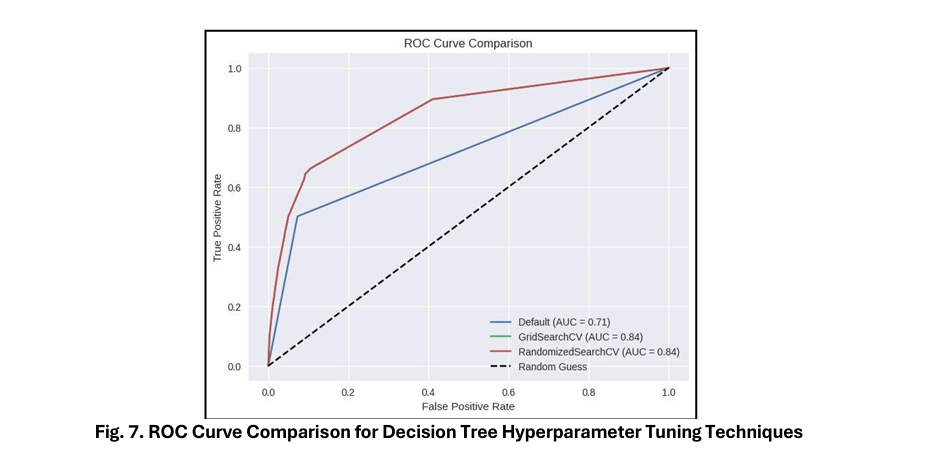 ROC Curve Comparison
1.0
0.8
0.6
0.4
0.2
0.0
True Positive Rate
Default (AUC = 0.71)
GridSearchCV (AUC = 0.84)
RandomizedSearchCV (AUC = 0.84)
Random Guess
0.0 0.2 0.4 0.6 0.8 1.0
False Positive Rate
Fig. 7. ROC Curve Comparison for Decision Tree Hyperparameter Tuning Techniques